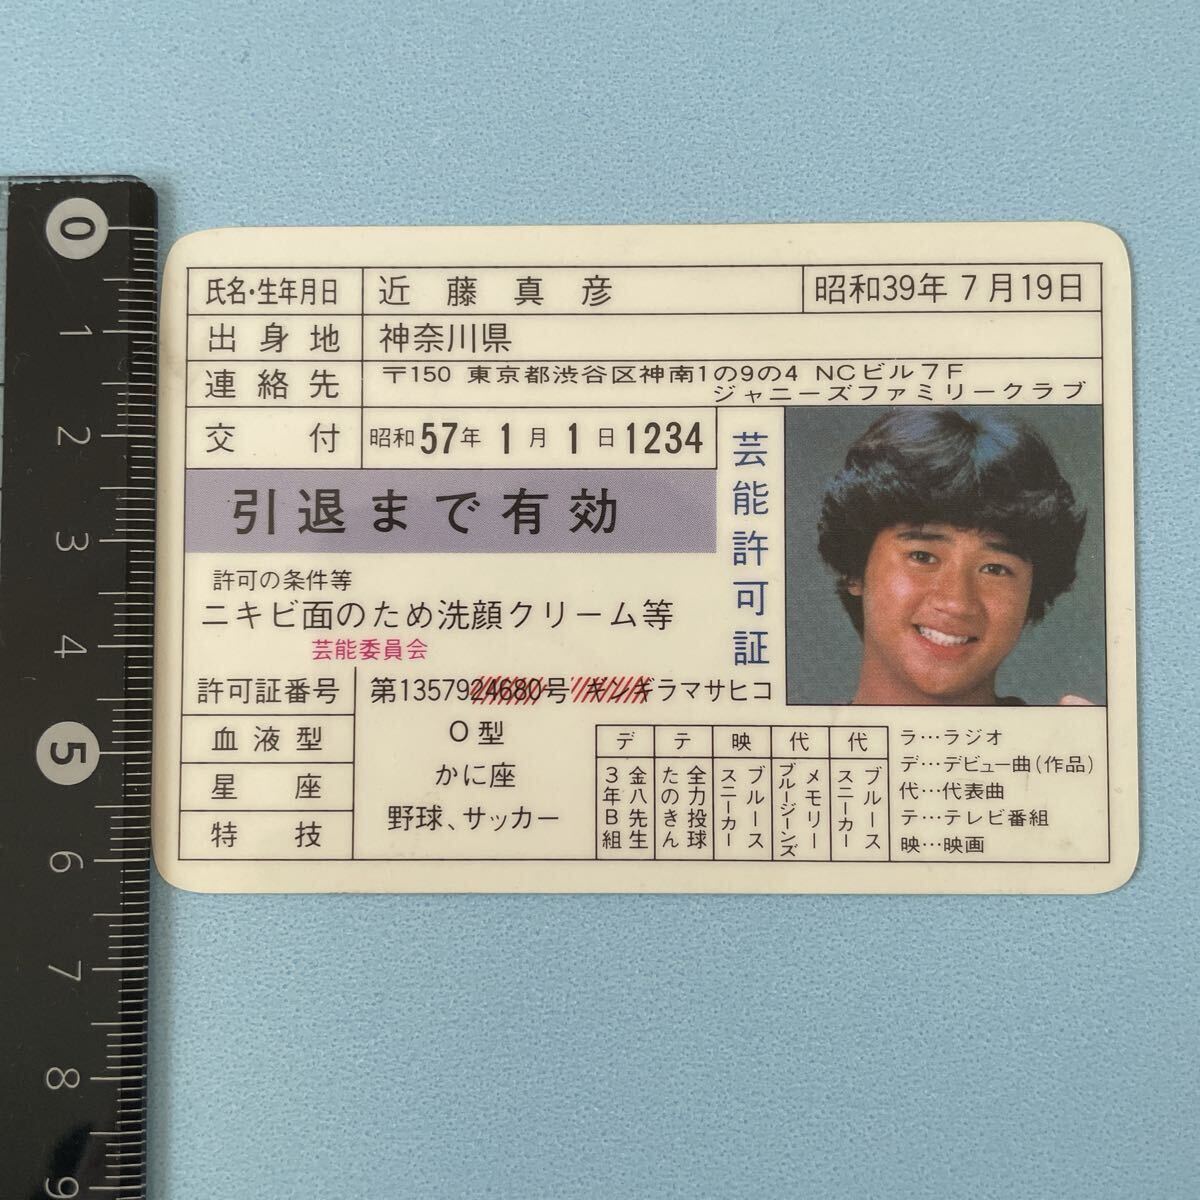 氏名・生年月日 近藤真彦 昭和39年7月19日
出身地 神奈川県
連絡先 〒150 東京都渋谷区神南1の9の4 NCビル7F
ジャニーズファミリークラブ
交付 昭和57年1月1日1234
引退まで有効
芸能許可証
許可の条件等
ニキビ面のため洗顔クリーム等
芸能委員会
許可証番号 第1357924680号 ギンギラマサヒコ
血液型 O型
星座 かに座
特技 野球、サッカー
デ テ 映 代 代
金八先生
3年B組
全力投球
たのきん
ブルース
スニーカー
メモリー
ブルージーンズ
ブルース
スニーカー
ラ…ラジオ
デ…デビュー曲(作品)
代…代表曲
テ…テレビ番組
映…映画
0
1
2
3
4
5
6
7
8
9